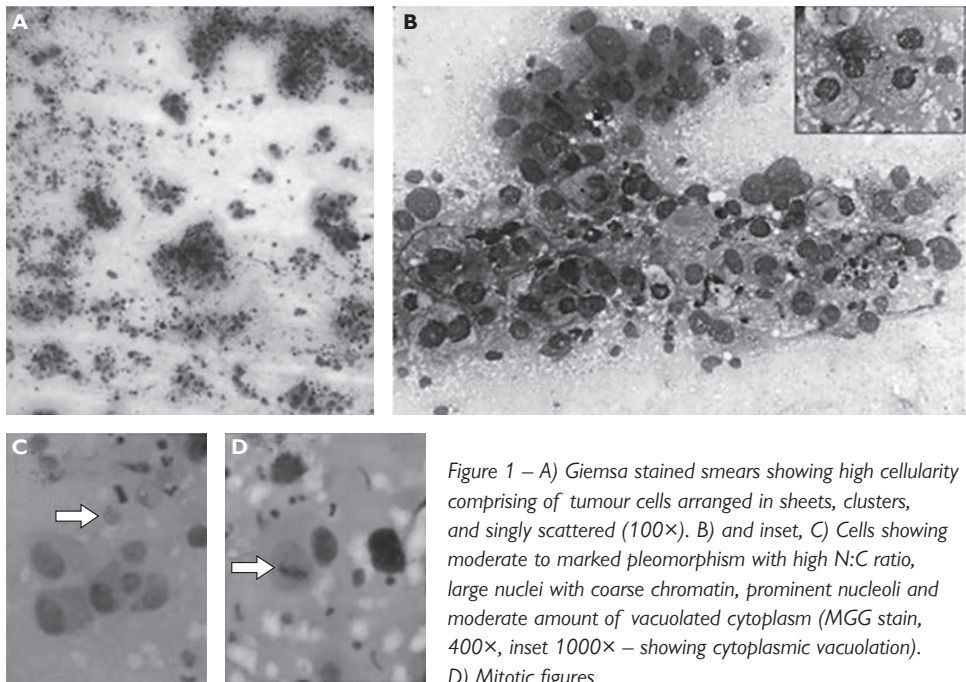 A
B
C
D
Figure 1 – A) Giemsa stained smears showing high cellularity
comprising of tumour cells arranged in sheets, clusters,
and singly scattered (100×). B) and inset, C) Cells showing
moderate to marked pleomorphism with high N:C ratio,
large nuclei with coarse chromatin, prominent nucleoli and
moderate amount of vacuolated cytoplasm (MGG stain,
400×, inset 1000× – showing cytoplasmic vacuolation).
D) Mitotic figures